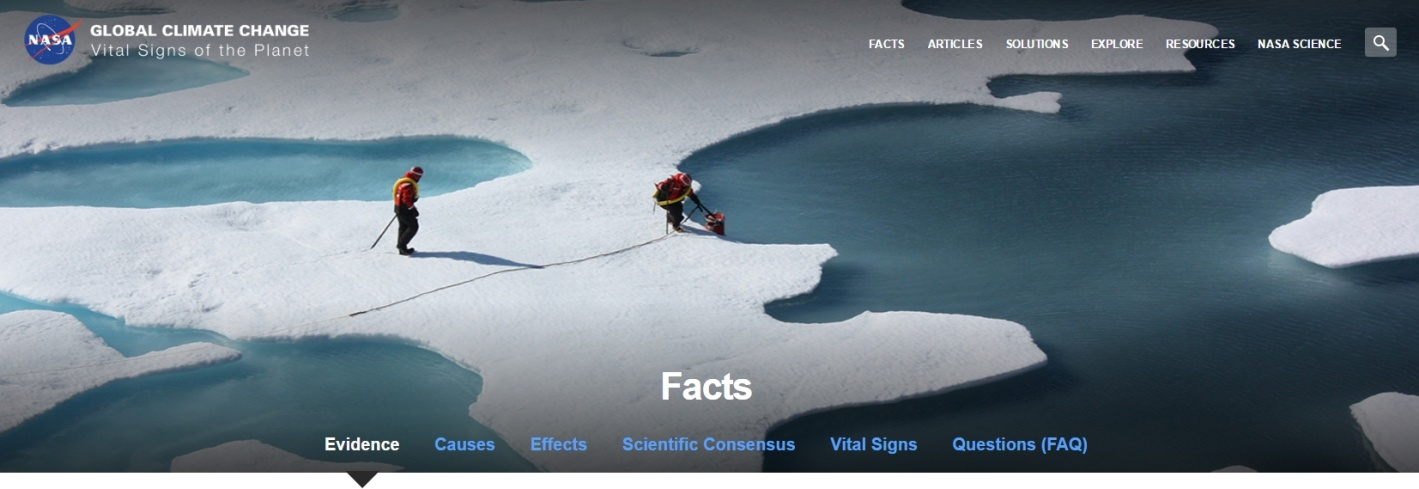 NASA
GLOBAL CLIMATE CHANGE
Vital Signs of the Planet
FACTS ARTICLES SOLUTIONS EXPLORE RESOURCES NASA SCIENCE
Facts
Evidence Causes Effects Scientific Consensus Vital Signs Questions (FAQ)